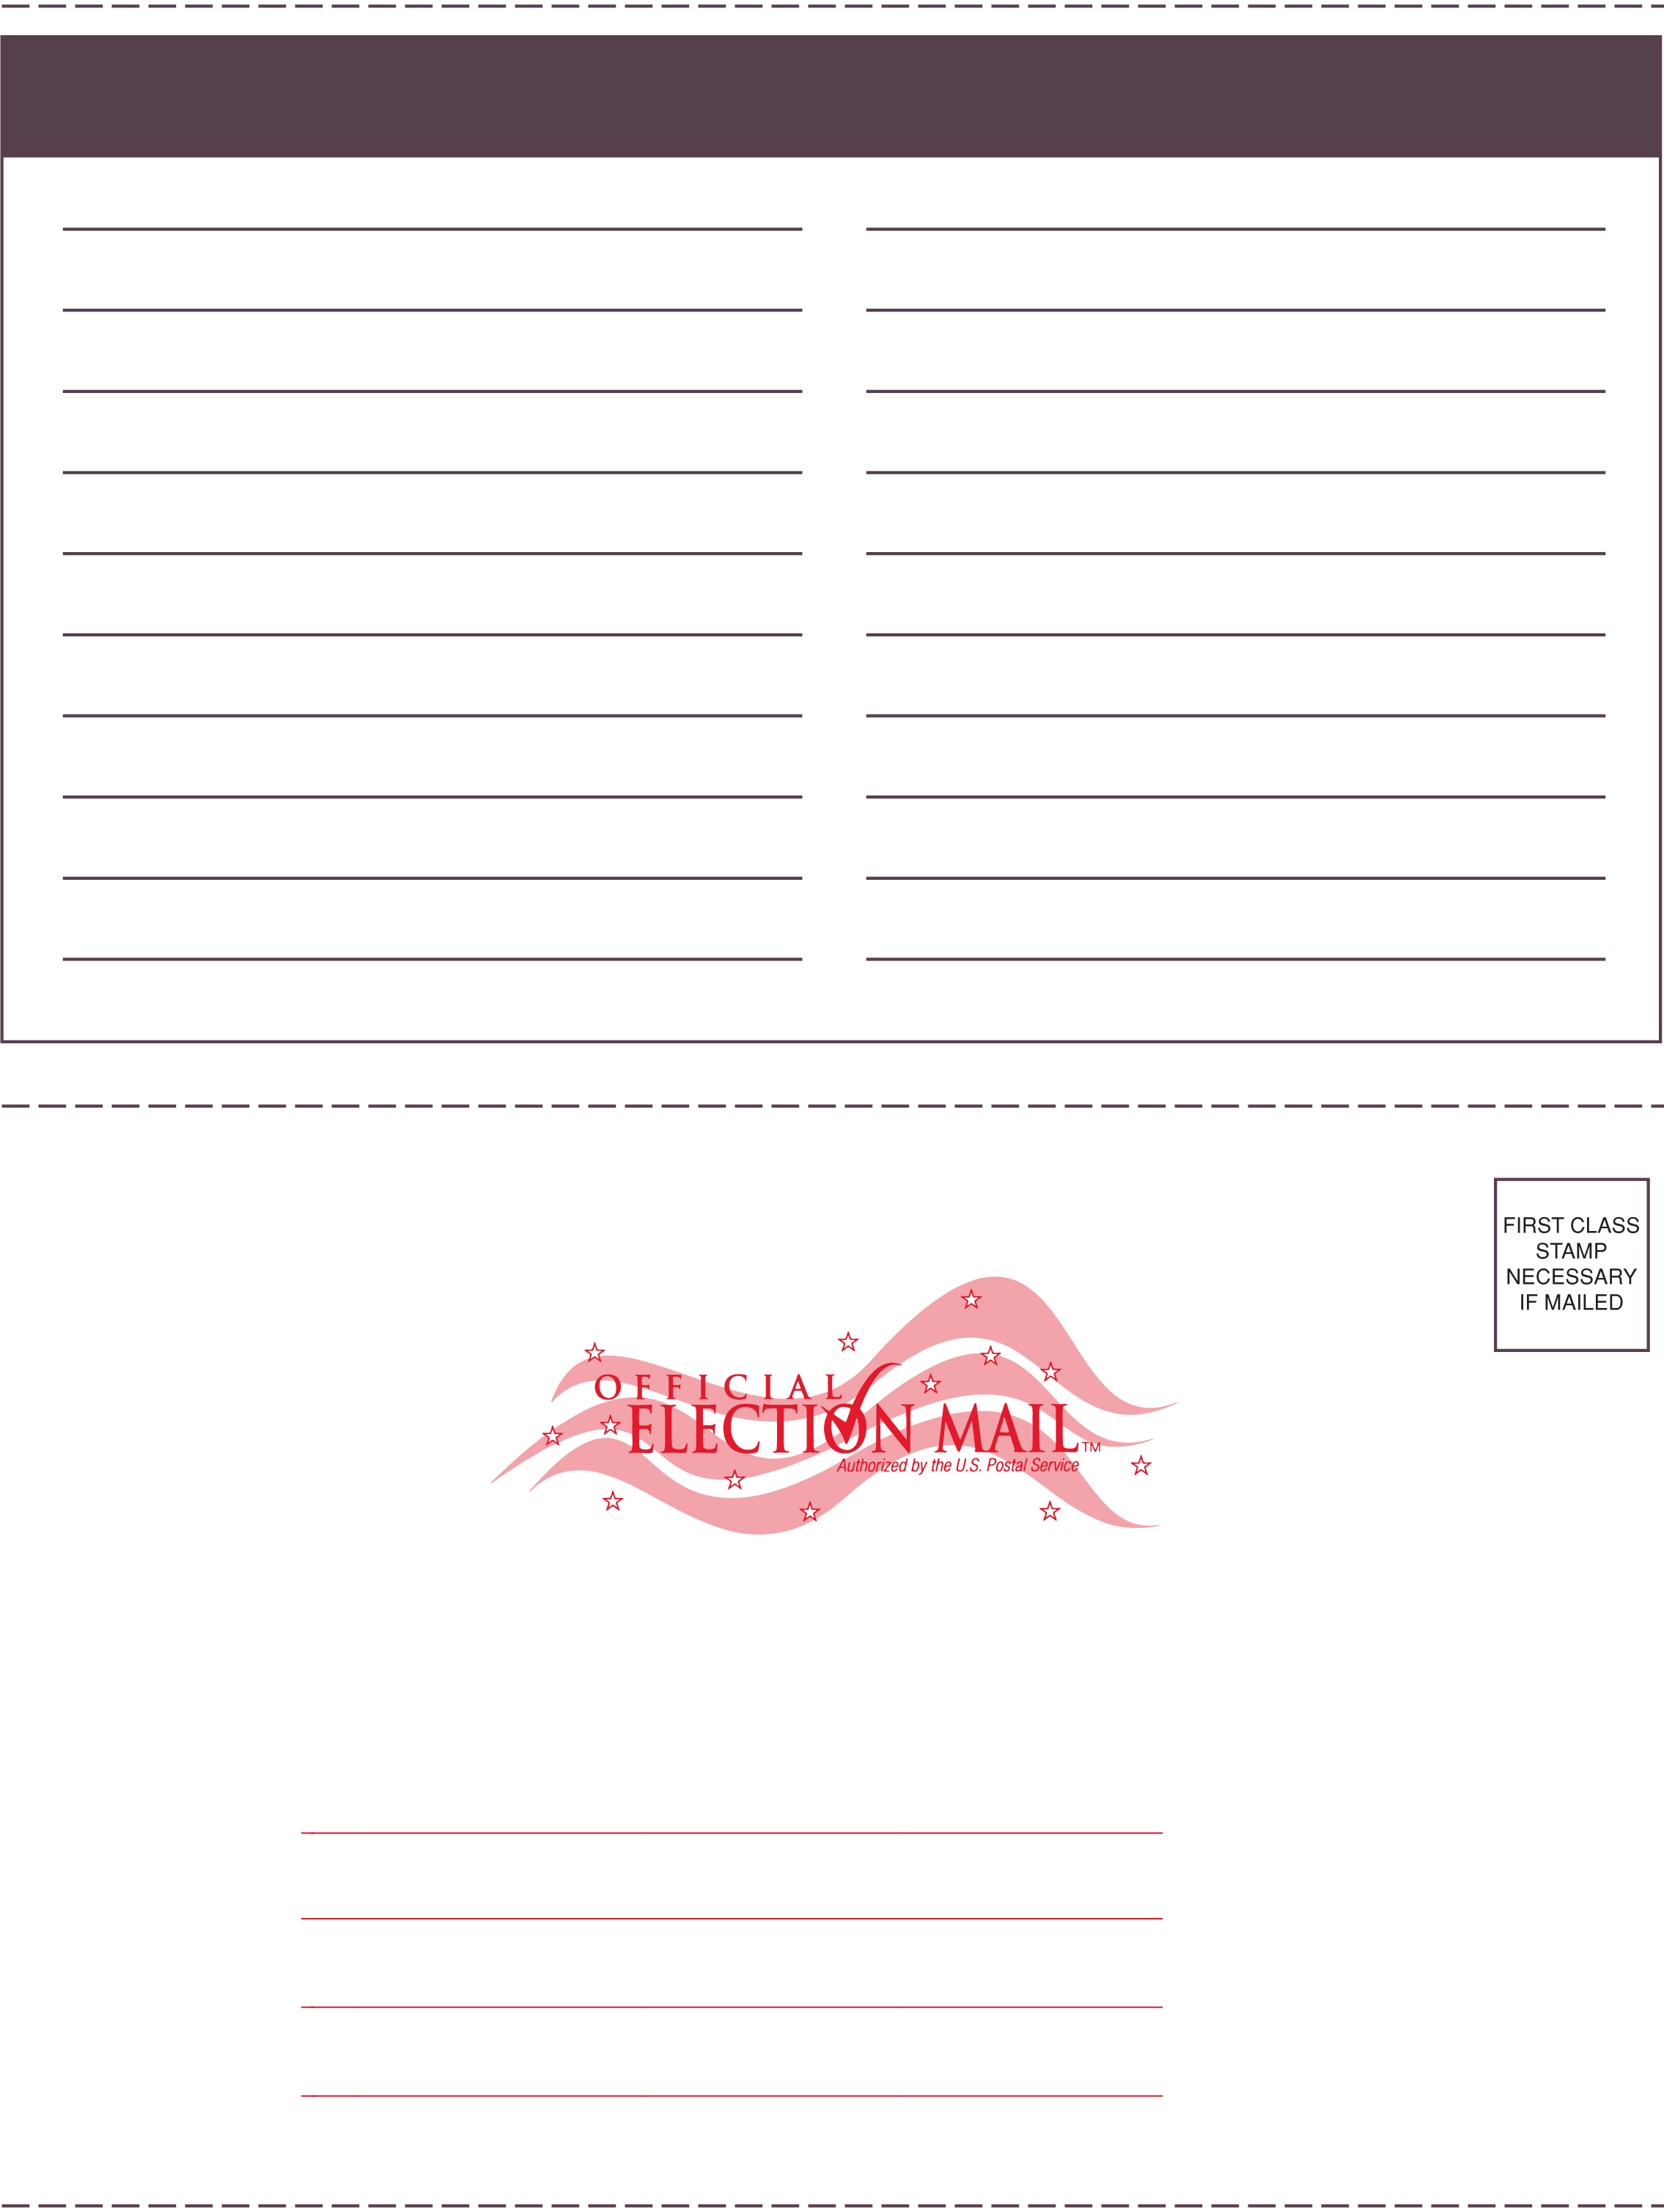 FIRST CLASS
STAMP
NECESSARY
IF MAILED
OFFICIAL
ELECTION MAIL™
Authorized by the U.S. Postal Service